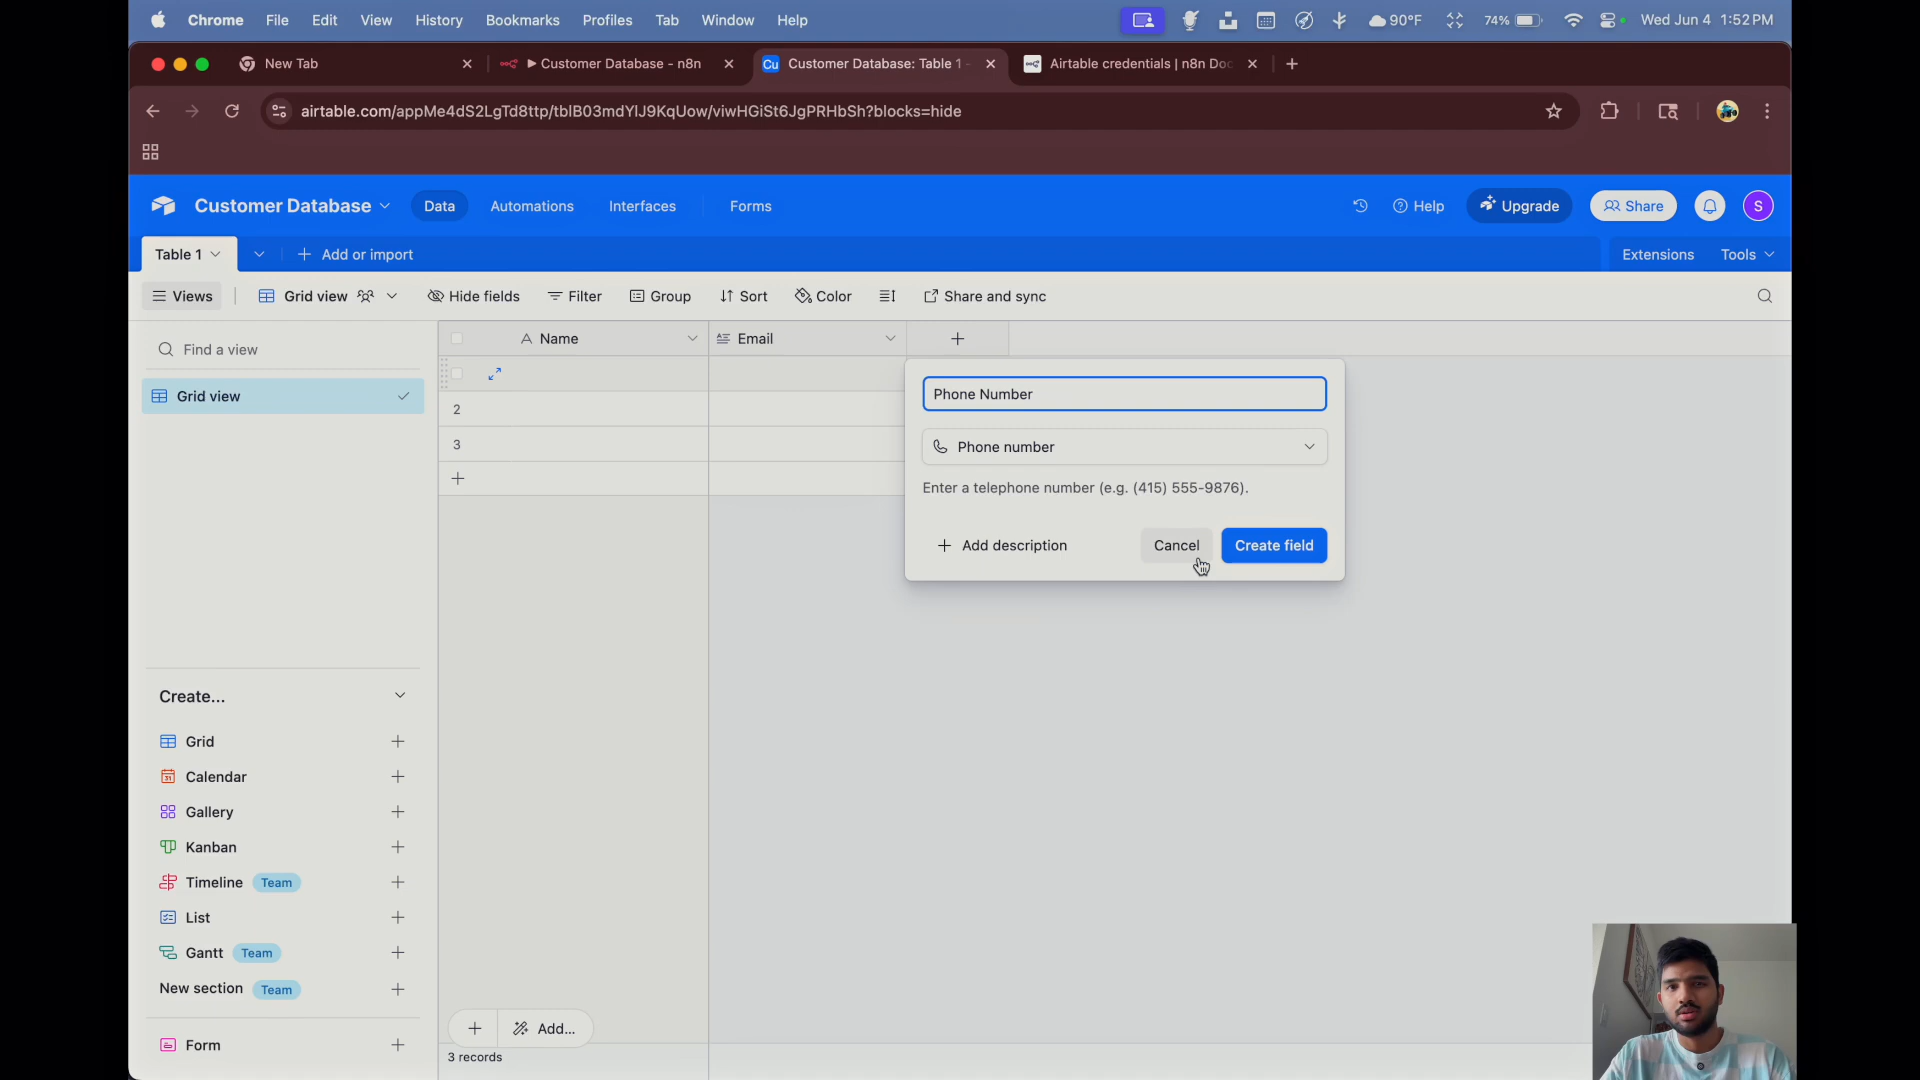 Chrome File Edit View History Bookmarks Profiles Tab Window Help 90°F 74% Wed Jun 4 1:52 PM
New Tab Customer Database - n8n Cu Customer Database: Table 1 - Airtable credentials | n8n Doc
airtable.com/appMe4dS2LgTd8ttp/tblB03mdYlJ9KqUow/viwHGiSt6JgPRHbSh?blocks=hide
Customer Database Data Automations Interfaces Forms Help Upgrade Share S
Table 1 Add or import Extensions Tools
Views Grid view Hide fields Filter Group Sort Color Share and sync
Find a view
A Name Email
Grid view
2
3
Phone Number
Phone number
Enter a telephone number (e.g. (415) 555-9876).
Add description Cancel Create field
Create...
Grid
Calendar
Gallery
Kanban
Timeline Team
List
Gantt Team
New section Team
Form
Add...
3 records